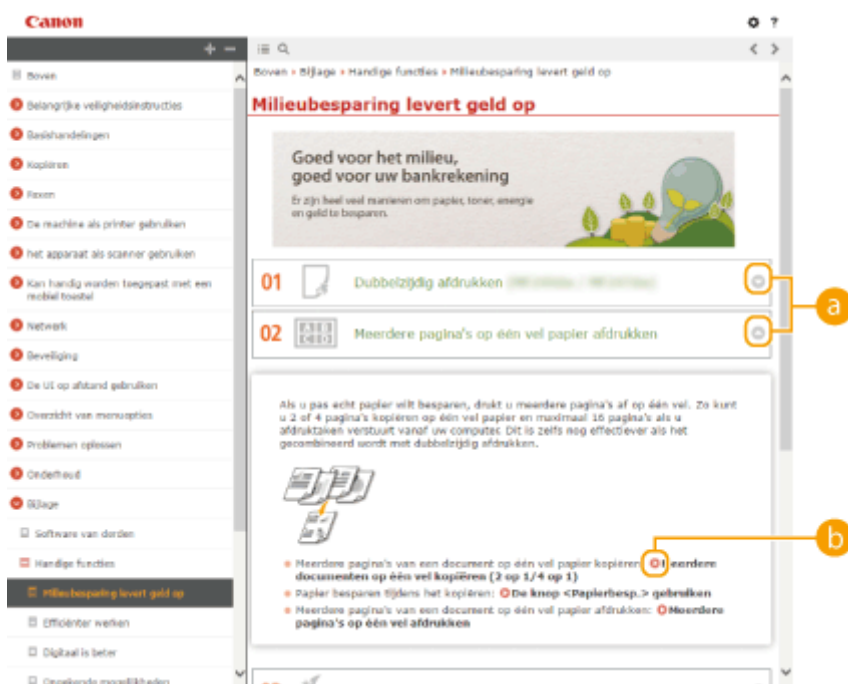 Canon
?
+ −
< >
Boven
Belangrijke veiligheidsinstructies
Basishandelingen
Kopiëren
Faxen
De machine als printer gebruiken
het apparaat als scanner gebruiken
Kan handig worden toegepast met een
mobiel toestel
Netwerk
Beveiliging
De UI op afstand gebruiken
Overzicht van menuopties
Problemen oplossen
Onderhoud
Bijlage
Software van derden
Handige functies
Milieubesparing levert geld op
Efficiënter werken
Digitaal is beter
Ongekende mogelijkheden
Boven > Bijlage > Handige functies > Milieubesparing levert geld op
Milieubesparing levert geld op
Goed voor het milieu,
goed voor uw bankrekening
Er zijn heel veel manieren om papier, toner, energie
en geld te besparen.
01 Dubbelzijdig afdrukken
a
02 A B C D Meerdere pagina's op één vel papier afdrukken
Als u pas echt papier wilt besparen, drukt u meerdere pagina's af op één vel. Zo kunt
u 2 of 4 pagina's kopiëren op één vel papier en maximaal 16 pagina's als u
afdruktaken verstuurt vanaf uw computer. Dit is zelfs nog effectiever als het
gecombineerd wordt met dubbelzijdig afdrukken.
b
Meerdere pagina's van een document op één vel papier kopiëren: Meerdere
documenten op één vel kopiëren (2 op 1/4 op 1)
Papier besparen tijdens het kopiëren: De knop <Papierbesp.> gebruiken
Meerdere pagina's van een document op één vel papier afdrukken: Meerdere
pagina's op één vel afdrukken